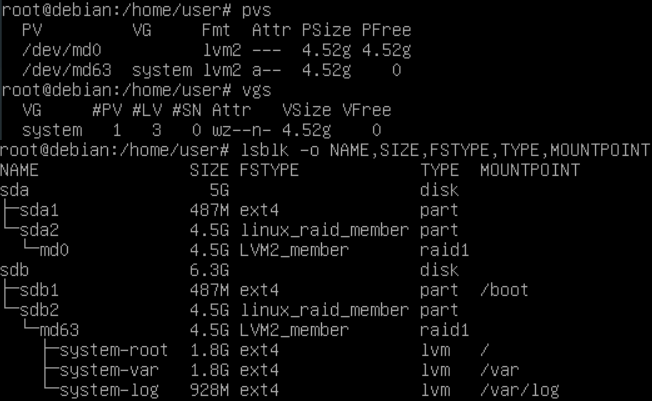 root@debian:/home/user# pvs
  PV         VG     Fmt  Attr PSize PFree
  /dev/md0          lvm2 ---  4.52g 4.52g
  /dev/md63  system lvm2 a--  4.52g    0
root@debian:/home/user# vgs
  VG     #PV #LV #SN Attr   VSize VFree
  system   1   3   0 wz--n- 4.52g    0
root@debian:/home/user# lsblk -o NAME,SIZE,FSTYPE,TYPE,MOUNTPOINT
NAME               SIZE FSTYPE            TYPE  MOUNTPOINT
sda                  5G                   disk
├─sda1             487M ext4              part
└─sda2             4.5G linux_raid_member part
  └─md0            4.5G LVM2_member       raid1
sdb                6.3G                   disk
├─sdb1             487M ext4              part  /boot
└─sdb2             4.5G linux_raid_member part
  └─md63           4.5G LVM2_member       raid1
    ├─system-root  1.8G ext4              lvm   /
    ├─system-var   1.8G ext4              lvm   /var
    └─system-log   928M ext4              lvm   /var/log